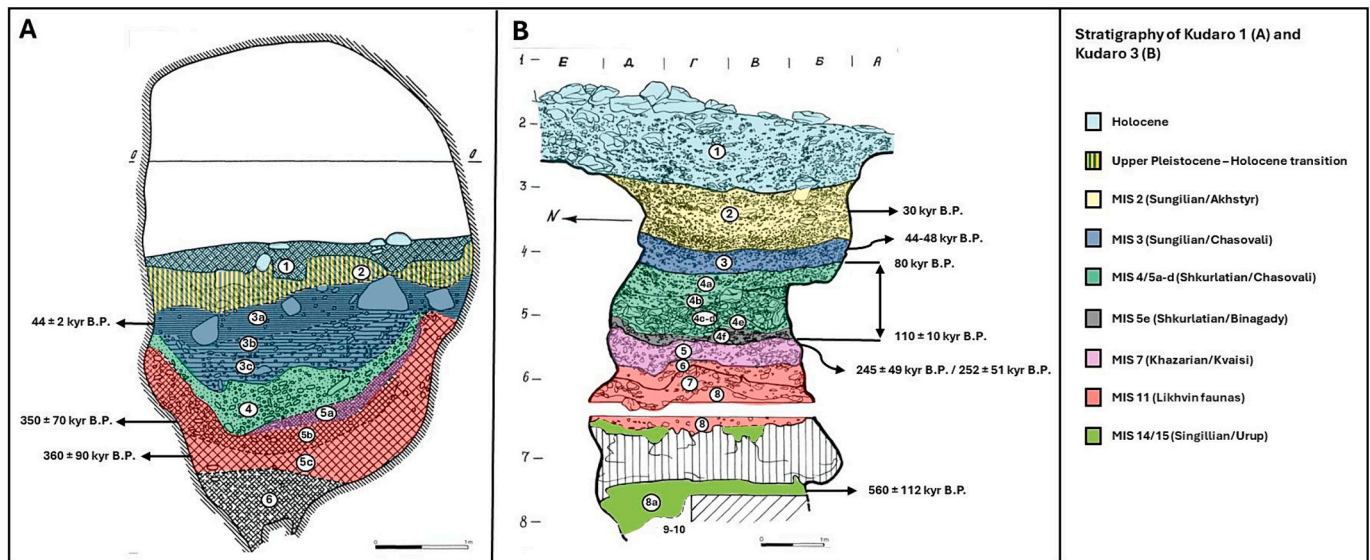 A
0
0
1
2
3a
3b
3c
4
5a
5b
5c
6
44 ± 2 kyr B.P.
350 ± 70 kyr B.P.
360 ± 90 kyr B.P.
1m
B
Е Д Г В Б А
1
2
3
4
5
6
7
8
N
1
2
3
4a
4b
4c-d
4e
4f
5
6
7
8
8
8a
9-10
30 kyr B.P.
44-48 kyr B.P.
80 kyr B.P.
110 ± 10 kyr B.P.
245 ± 49 kyr B.P. / 252 ± 51 kyr B.P.
560 ± 112 kyr B.P.
1m
Stratigraphy of Kudaro 1 (A) and
Kudaro 3 (B)
Holocene
Upper Pleistocene – Holocene transition
MIS 2 (Sungilian/Akhstyr)
MIS 3 (Sungilian/Chasovali)
MIS 4/5a-d (Shkurlatian/Chasovali)
MIS 5e (Shkurlatian/Binagady)
MIS 7 (Khazarian/Kvaisi)
MIS 11 (Likhvin faunas)
MIS 14/15 (Singillian/Urup)